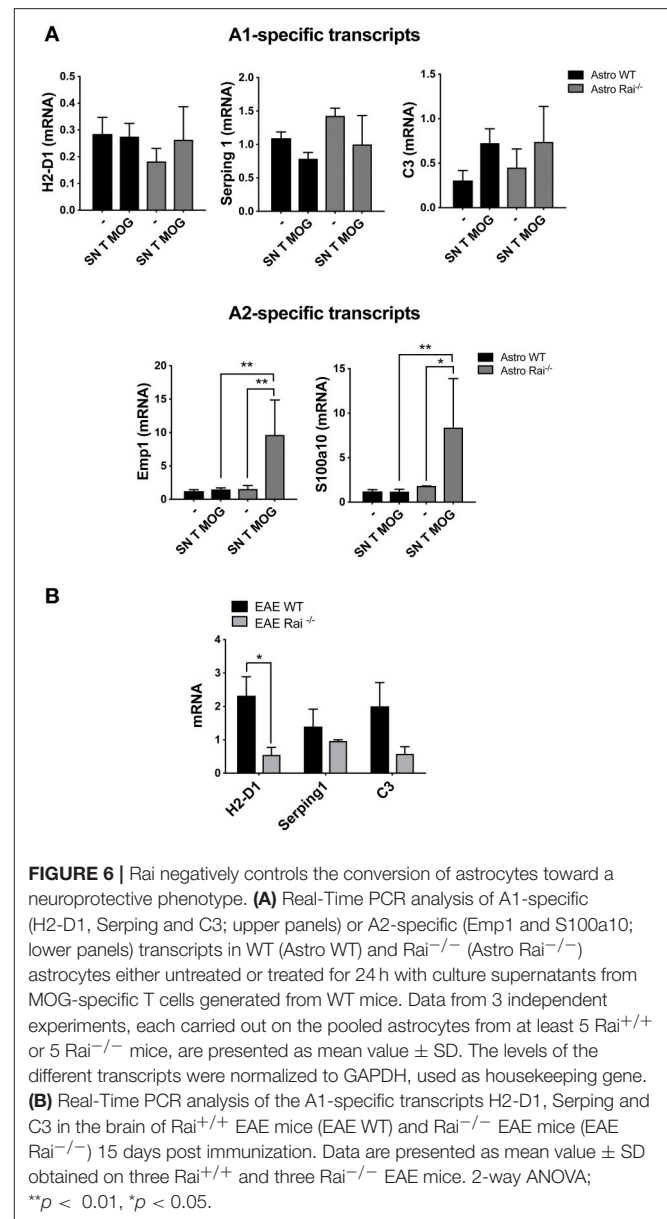 A
A1-specific transcripts
H2-D1 (mRNA)
0.5
0.4
0.3
0.2
0.1
0.0
-
SN T MOG
-
SN T MOG
Serping 1 (mRNA)
2.0
1.5
1.0
0.5
0.0
-
SN T MOG
-
SN T MOG
C3 (mRNA)
1.5
1.0
0.5
0.0
-
SN T MOG
-
SN T MOG
Astro WT
Astro Rai-/-
A2-specific transcripts
Emp1 (mRNA)
20
15
10
5
0
**
**
-
SN T MOG
-
SN T MOG
S100a10 (mRNA)
15
10
5
0
**
*
-
SN T MOG
-
SN T MOG
Astro WT
Astro Rai-/-
B
EAE WT
EAE Rai -/-
mRNA
4
3
2
1
0
*
H2-D1
Serping1
C3
FIGURE 6 | Rai negatively controls the conversion of astrocytes toward a
neuroprotective phenotype. (A) Real-Time PCR analysis of A1-specific
(H2-D1, Serping and C3; upper panels) or A2-specific (Emp1 and S100a10;
lower panels) transcripts in WT (Astro WT) and Rai−/− (Astro Rai−/−)
astrocytes either untreated or treated for 24 h with culture supernatants from
MOG-specific T cells generated from WT mice. Data from 3 independent
experiments, each carried out on the pooled astrocytes from at least 5 Rai+/+
or 5 Rai−/− mice, are presented as mean value ± SD. The levels of the
different transcripts were normalized to GAPDH, used as housekeeping gene.
(B) Real-Time PCR analysis of the A1-specific transcripts H2-D1, Serping and
C3 in the brain of Rai+/+ EAE mice (EAE WT) and Rai−/− EAE mice (EAE
Rai−/−) 15 days post immunization. Data are presented as mean value ± SD
obtained on three Rai+/+ and three Rai−/− EAE mice. 2-way ANOVA;
**p < 0.01, *p < 0.05.